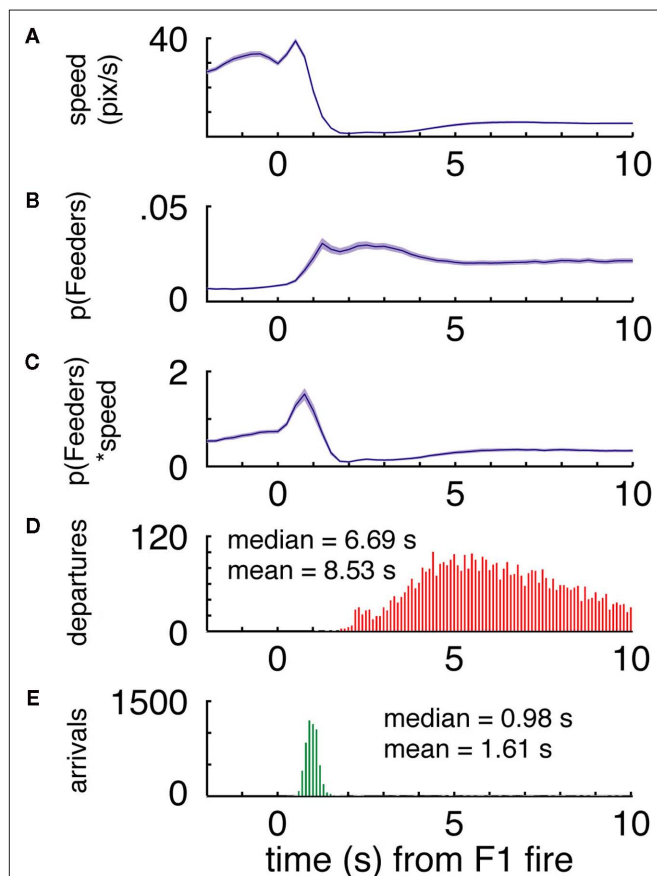 A
speed
(pix/s)
40
0 5 10
B
p(Feeders)
.05
0
0 5 10
C
p(Feeders)
*speed
2
0
0 5 10
D
departures
120
0
median = 6.69 s
mean = 8.53 s
0 5 10
E
arrivals
1500
0
median = 0.98 s
mean = 1.61 s
0 5 10
time (s) from F1 fire